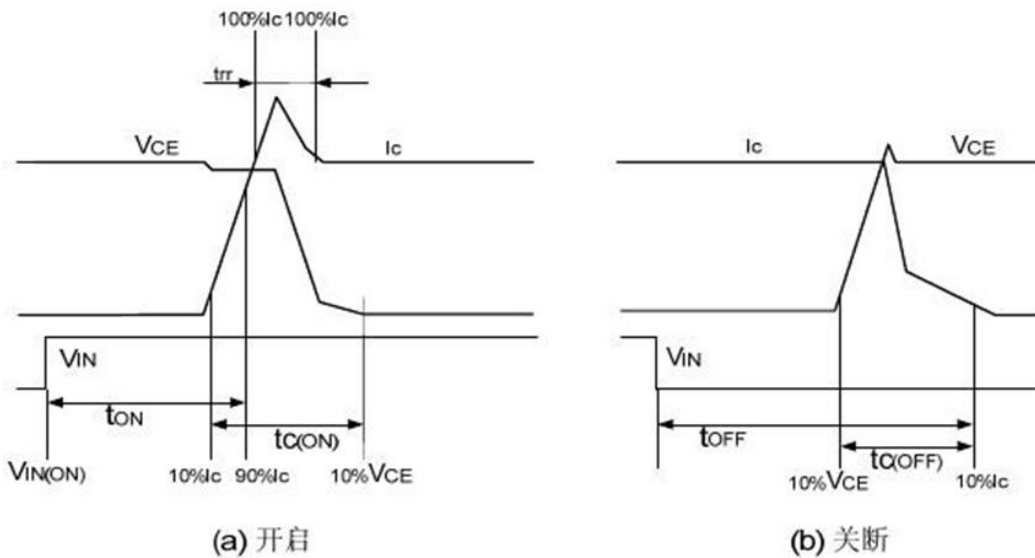 100%Ic 100%Ic
trr
VCE Ic
VIN
tON
tC(ON)
VIN(ON) 10%Ic 90%Ic 10%VCE
(a) 开启
Ic VCE
VIN
tOFF
tC(OFF)
10%VCE 10%Ic
(b) 关断